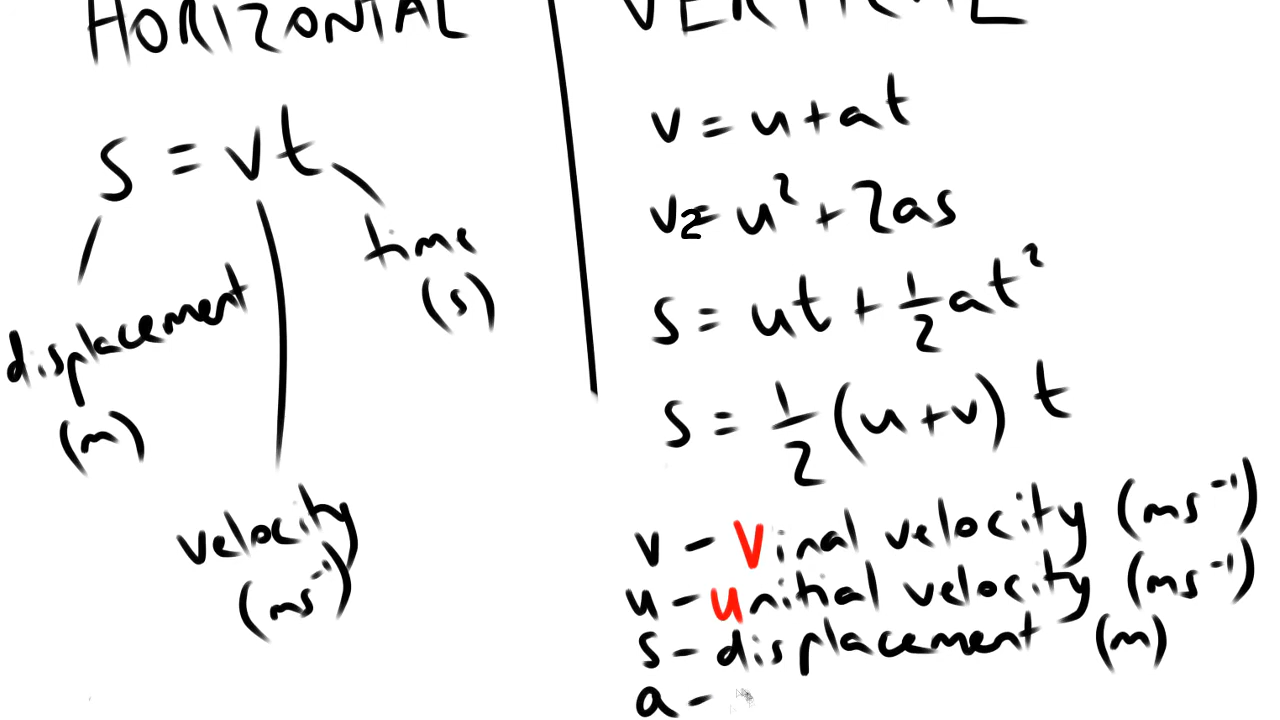 HORIZONTAL
s = vt
displacement
(m)
time
(s)
velocity
(ms⁻¹)
VERTICAL
v = u + at
v2= u² + 2as
s = ut + ½at²
s = ½(u+v) t
v - vinal velocity (ms⁻¹)
u - unitial velocity (ms⁻¹)
s - displacement (m)
a -